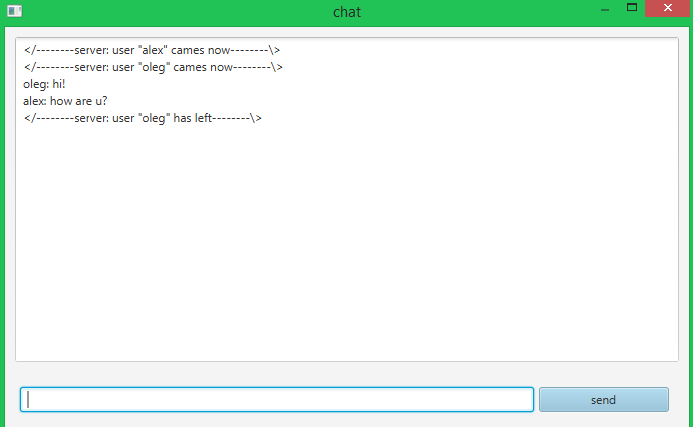 chat
</--------server: user "alex" cames now--------\>
</--------server: user "oleg" cames now--------\>
oleg: hi!
alex: how are u?
</--------server: user "oleg" has left--------\>
send